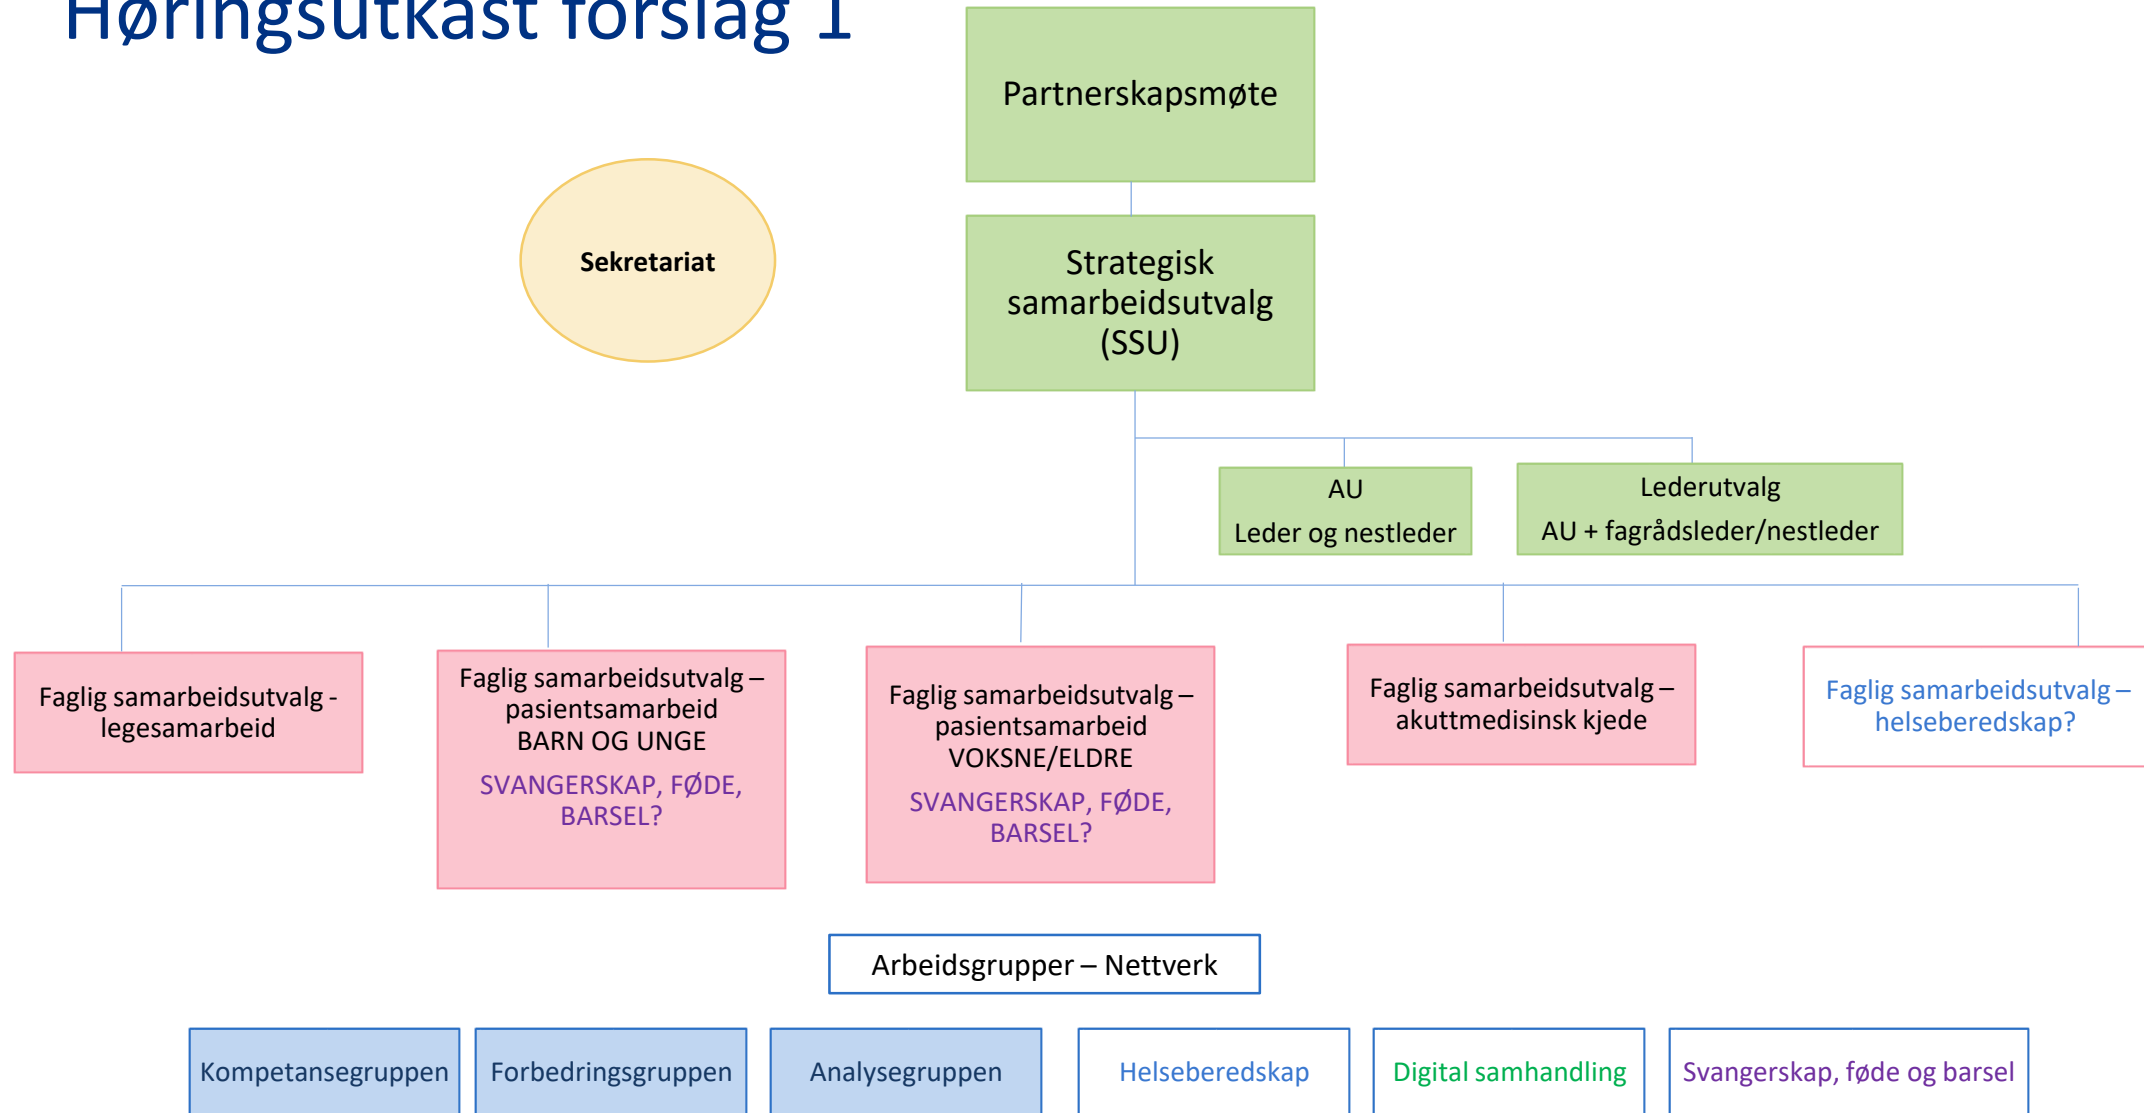 Høringsutkast forslag 1
Partnerskapsmøte
Sekretariat
Strategisk
samarbeidsutvalg
(SSU)
AU
Leder og nestleder
Lederutvalg
AU + fagrådsleder/nestleder
Faglig samarbeidsutvalg -
legesamarbeid
Faglig samarbeidsutvalg –
pasientsamarbeid
BARN OG UNGE
SVANGERSKAP, FØDE,
BARSEL?
Faglig samarbeidsutvalg –
pasientsamarbeid
VOKSNE/ELDRE
SVANGERSKAP, FØDE,
BARSEL?
Faglig samarbeidsutvalg –
akuttmedisinsk kjede
Faglig samarbeidsutvalg –
helseberedskap?
Arbeidsgrupper – Nettverk
Kompetansegruppen
Forbedringsgruppen
Analysegruppen
Helseberedskap
Digital samhandling
Svangerskap, føde og barsel